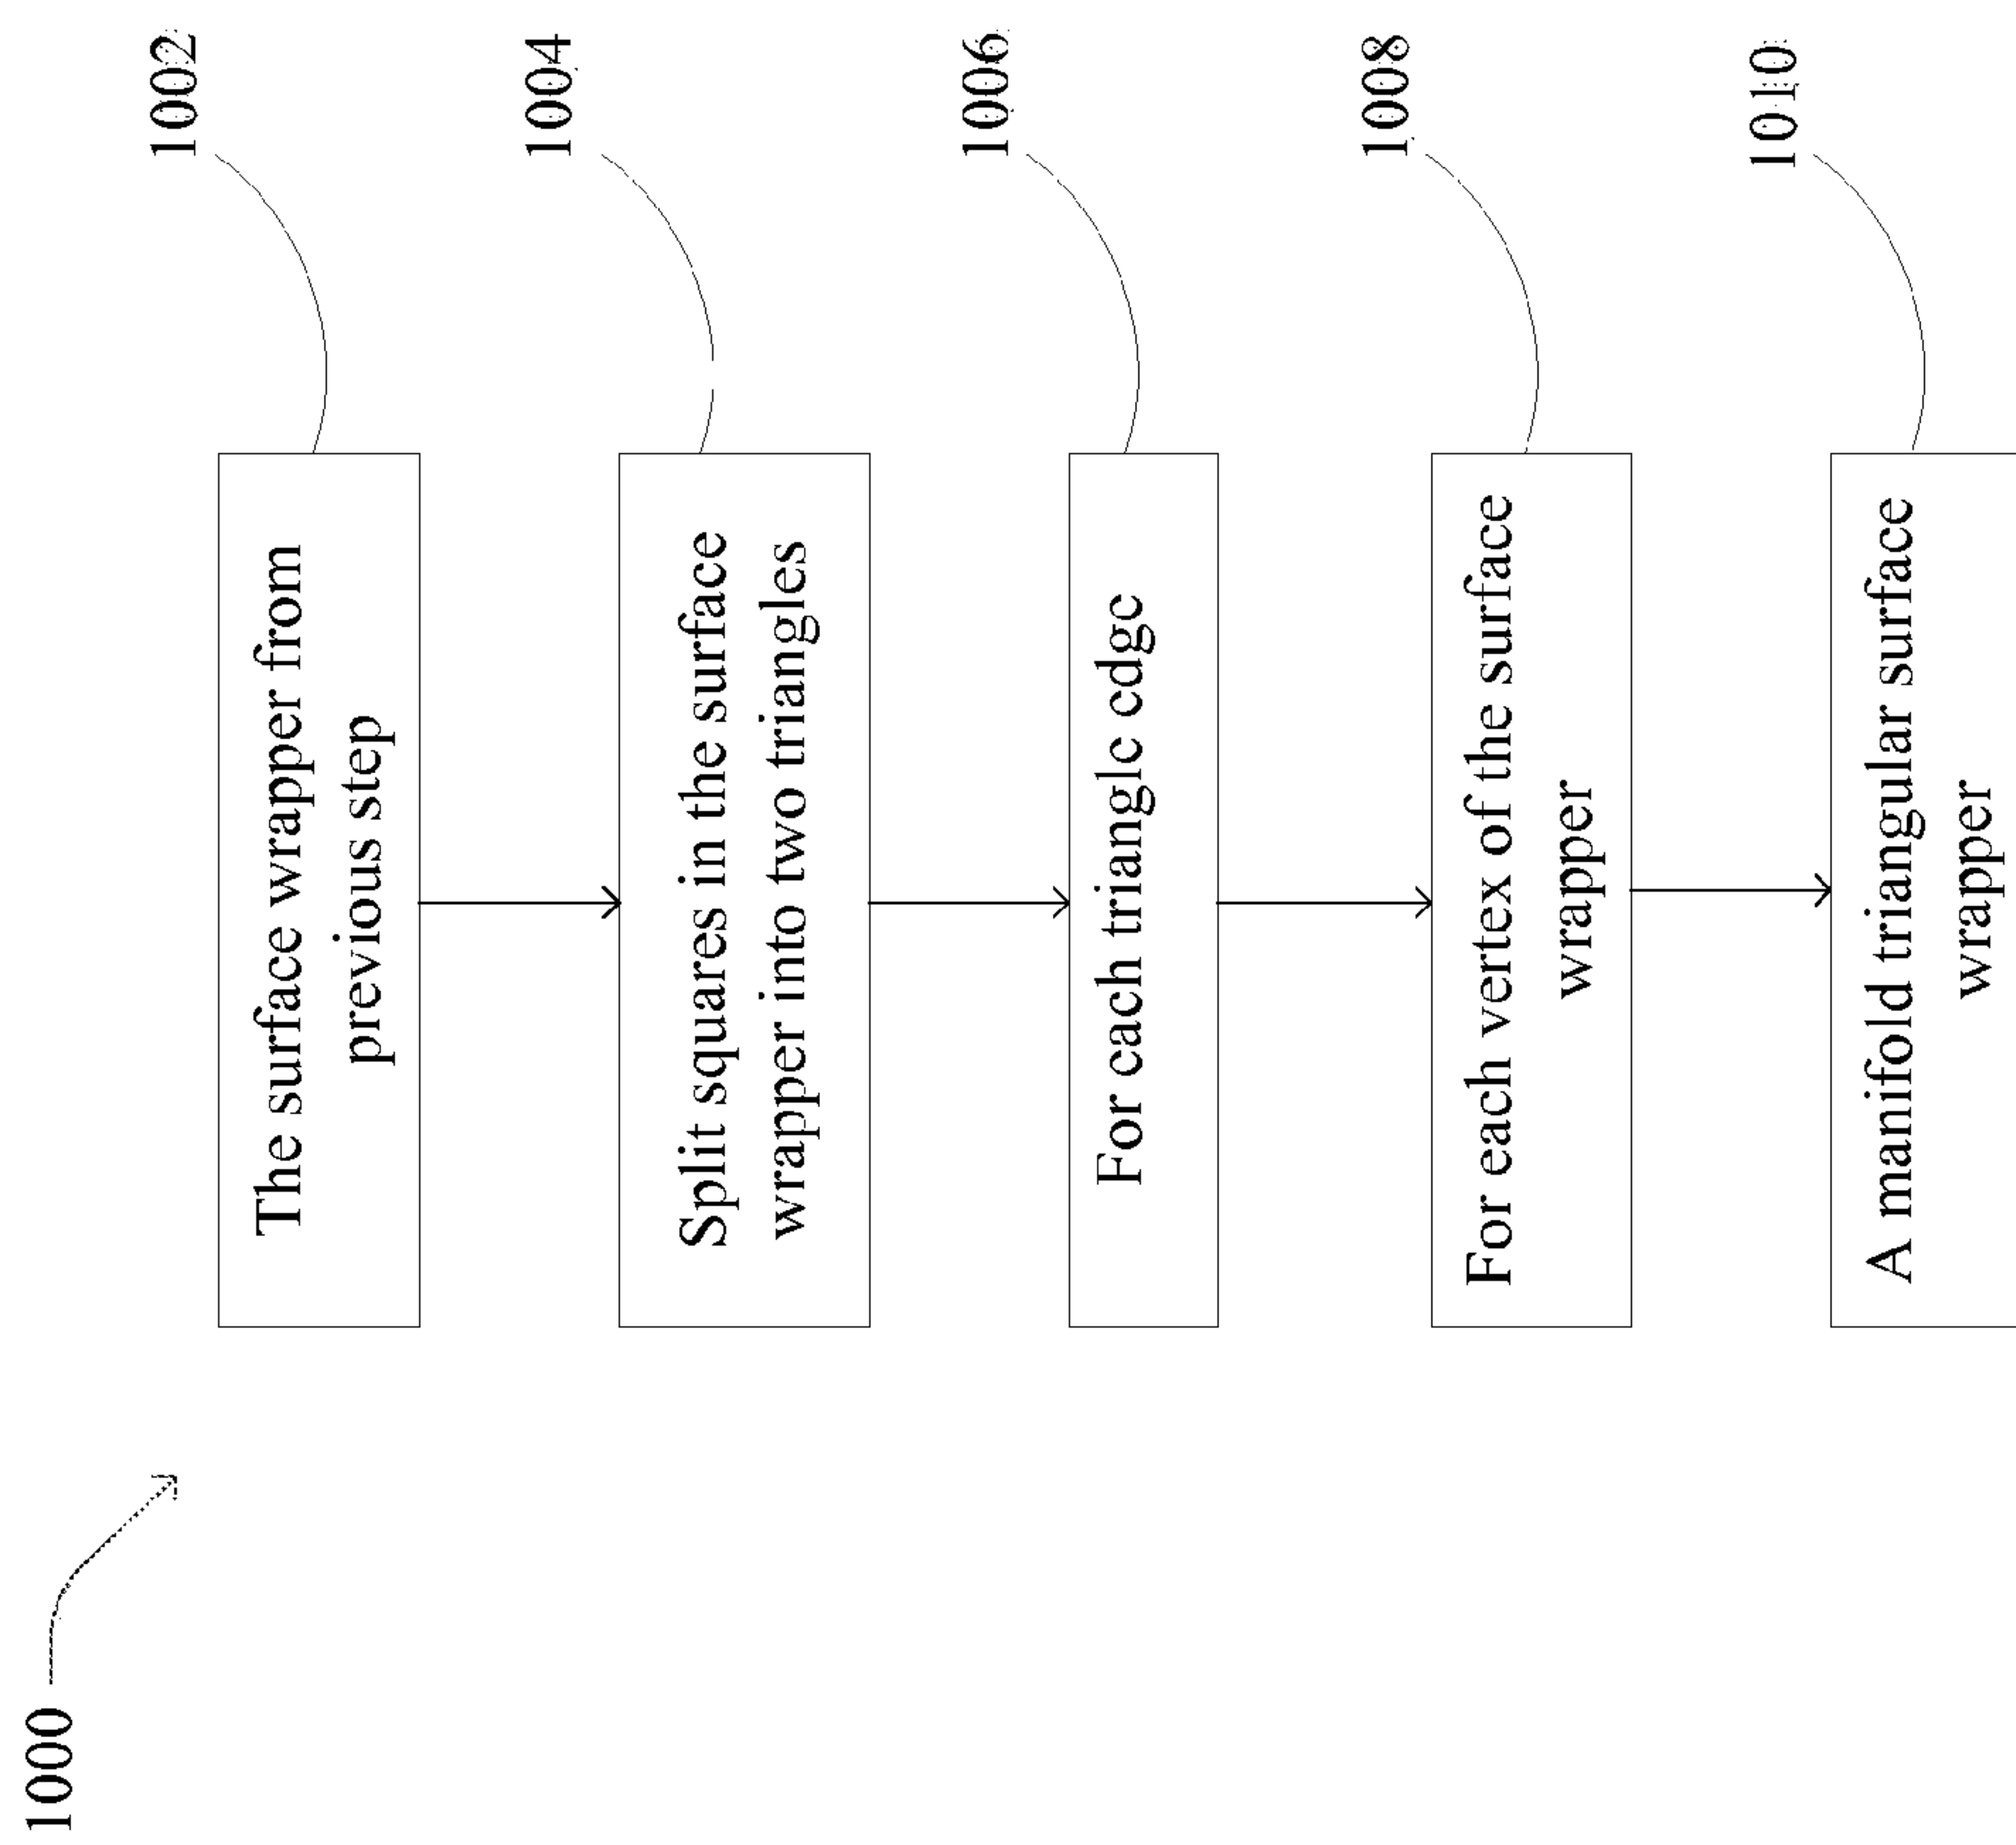 1000
1002
The surface wrapper from
previous step
1004
Split squares in the surface
wrapper into two triangles
1006
For each triangle edge
1008
For each vertex of the surface
wrapper
1010
A manifold triangular surface
wrapper